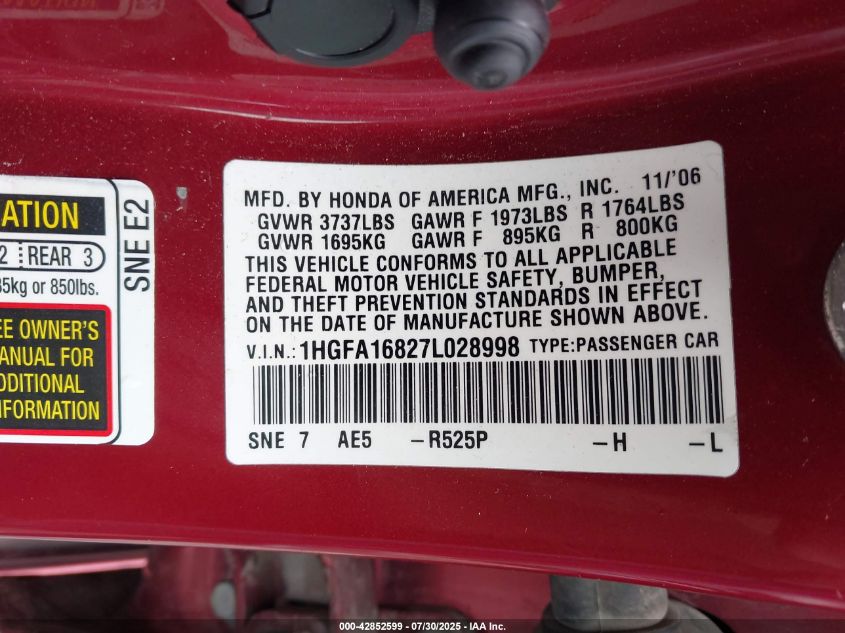 MFD. BY HONDA OF AMERICA MFG., INC. 11/'06
GVWR 3737LBS GAWR F 1973LBS R 1764LBS
GVWR 1695KG GAWR F 895KG R 800KG
THIS VEHICLE CONFORMS TO ALL APPLICABLE
FEDERAL MOTOR VEHICLE SAFETY, BUMPER,
AND THEFT PREVENTION STANDARDS IN EFFECT
ON THE DATE OF MANUFACTURE SHOWN ABOVE.
V.I.N.: 1HGFA16827L028998 TYPE:PASSENGER CAR
SNE 7 AE5 -R525P -H -L
ATION
2 REAR 3
35kg or 850lbs.
EE OWNER'S
ANUAL FOR
DDITIONAL
NFORMATION
SNE E2
000-42852599 - 07/30/2025 - IAA Inc.